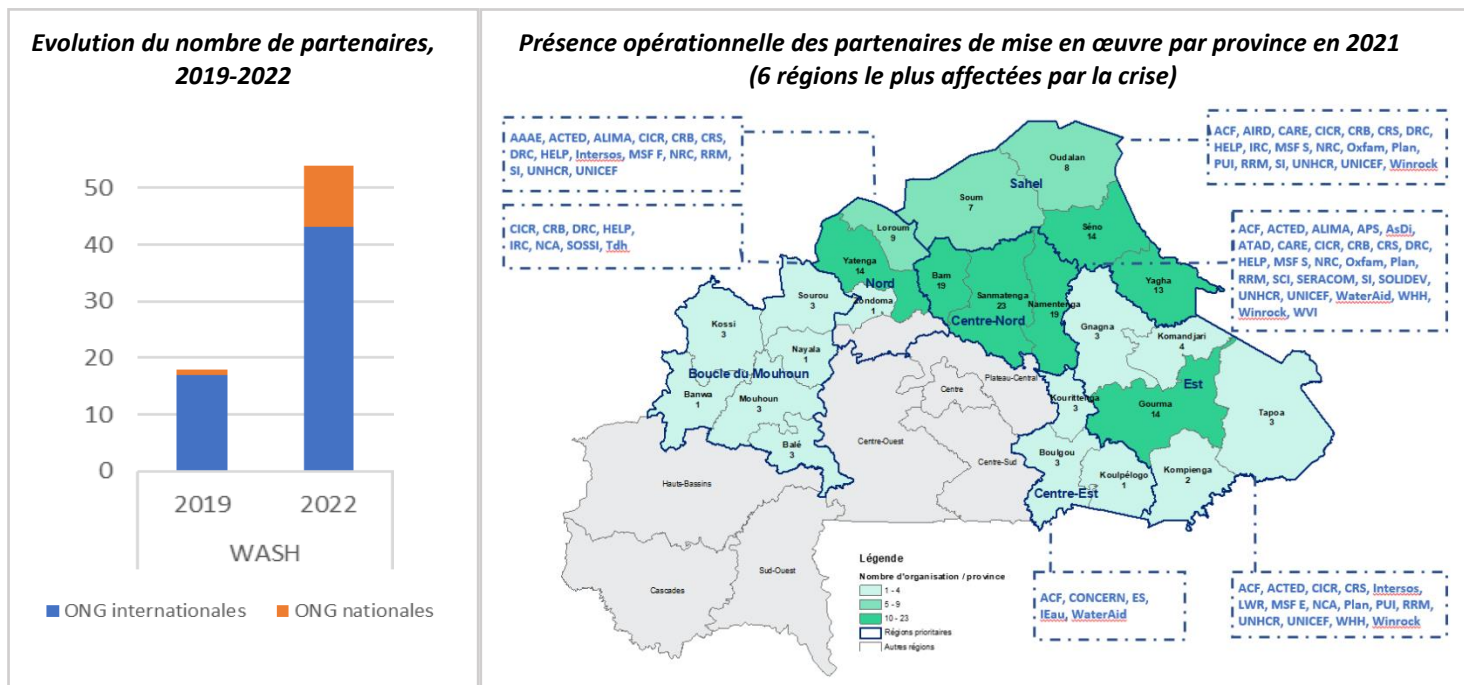 Evolution du nombre de partenaires,
2019-2022
50
40
30
20
10
0
2019
2022
WASH
ONG internationales
ONG nationales
Présence opérationnelle des partenaires de mise en œuvre par province en 2021
(6 régions le plus affectées par la crise)
AAAE, ACTED, ALIMA, CICR, CRB, CRS,
DRC, HELP, Intersos, MSF F, NRC, RRM,
SI, UNHCR, UNICEF
CICR, CRB, DRC, HELP,
IRC, NCA, SOSSI, Tdh
ACF, AIRD, CARE, CICR, CRB, CRS, DRC,
HELP, IRC, MSF S, NRC, Oxfam, Plan,
PUI, RRM, SI, UNHCR, UNICEF, Winrock
ACF, ACTED, ALIMA, APS, AsDi,
ATAD, CARE, CICR, CRB, CRS, DRC,
HELP, MSF S, NRC, Oxfam, Plan,
RRM, SCI, SERACOM, SI, SOLIDEV,
UNHCR, UNICEF, WaterAid, WHH,
Winrock, WVI
Oudalan
8
Sahel
Soum
7
Loroum
9
Séno
14
Yatenga
14
Nord
Bam
19
Sanmatenga
23
Namentenga
19
Centre-Nord
Yagha
13
Sourou
3
Zondoma
1
Kossi
3
Nayala
1
Boucle du Mouhoun
Banwa
1
Mouhoun
3
Balé
3
Gnagna
3
Komandjari
4
Est
Gourma
14
Tapoa
3
Plateau-Central
Centre
Kourittenga
3
Centre-Ouest
Centre-Sud
Boulgou
3
Koulpélogo
1
Kompienga
2
Centre-Est
Hauts-Bassins
Cascades
Sud-Ouest
Légende
Nombre d'organisation / province
1 - 4
5 - 9
10 - 23
Régions prioritaires
Autres régions
ACF, CONCERN, ES,
IEau, WaterAid
ACF, ACTED, CICR, CRS, Intersos,
LWR, MSF E, NCA, Plan, PUI, RRM,
UNHCR, UNICEF, WHH, Winrock